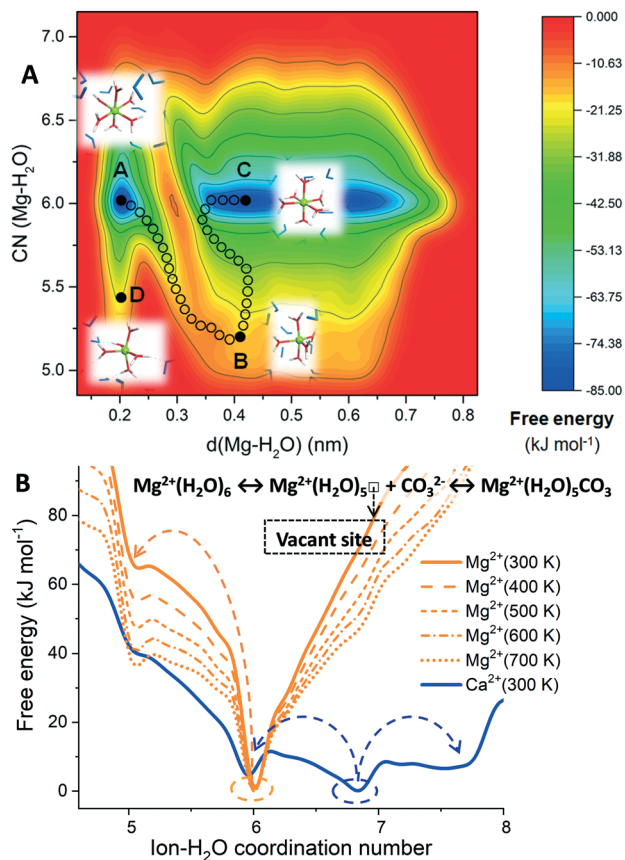 A
7.0
6.5
6.0
5.5
5.0
CN (Mg-H₂O)
A
C
D
B
0.2 0.3 0.4 0.5 0.6 0.7 0.8
d(Mg-H₂O) (nm)
0.000
-10.63
-21.25
-31.88
-42.50
-53.13
-63.75
-74.38
-85.00
Free energy
(kJ mol⁻¹)
B
Mg²⁺(H₂O)₆ ↔ Mg²⁺(H₂O)₅□ + CO₃²⁻ ↔ Mg²⁺(H₂O)₅CO₃
Vacant site
Mg²⁺(300 K)
Mg²⁺(400 K)
Mg²⁺(500 K)
Mg²⁺(600 K)
Mg²⁺(700 K)
Ca²⁺(300 K)
80
60
40
20
0
Free energy (kJ mol⁻¹)
5 6 7 8
Ion-H₂O coordination number